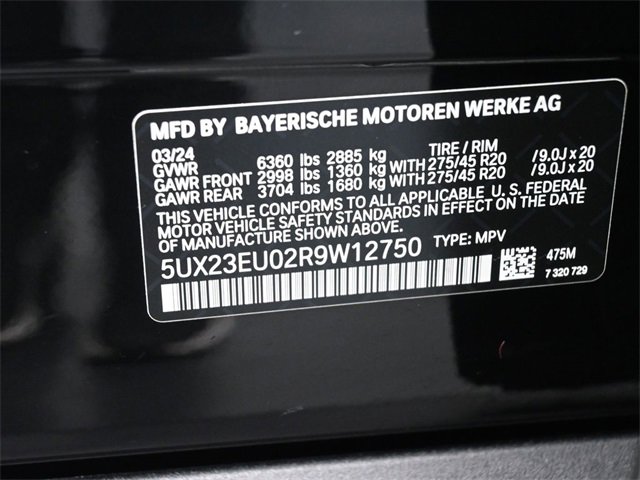 MFD BY BAYERISCHE MOTOREN WERKE AG
03/24 TIRE / RIM
GVWR 6360 lbs 2885 kg
GAWR FRONT 2998 lbs 1360 kg WITH 275/45 R20 / 9.0J x 20
GAWR REAR 3704 lbs 1680 kg WITH 275/45 R20 / 9.0J x 20
THIS VEHICLE CONFORMS TO ALL APPLICABLE U. S. FEDERAL
MOTOR VEHICLE SAFETY STANDARDS IN EFFECT ON THE
DATE OF MANUFACTURE SHOWN ABOVE.
5UX23EU02R9W12750 TYPE: MPV
475M
7 320 729